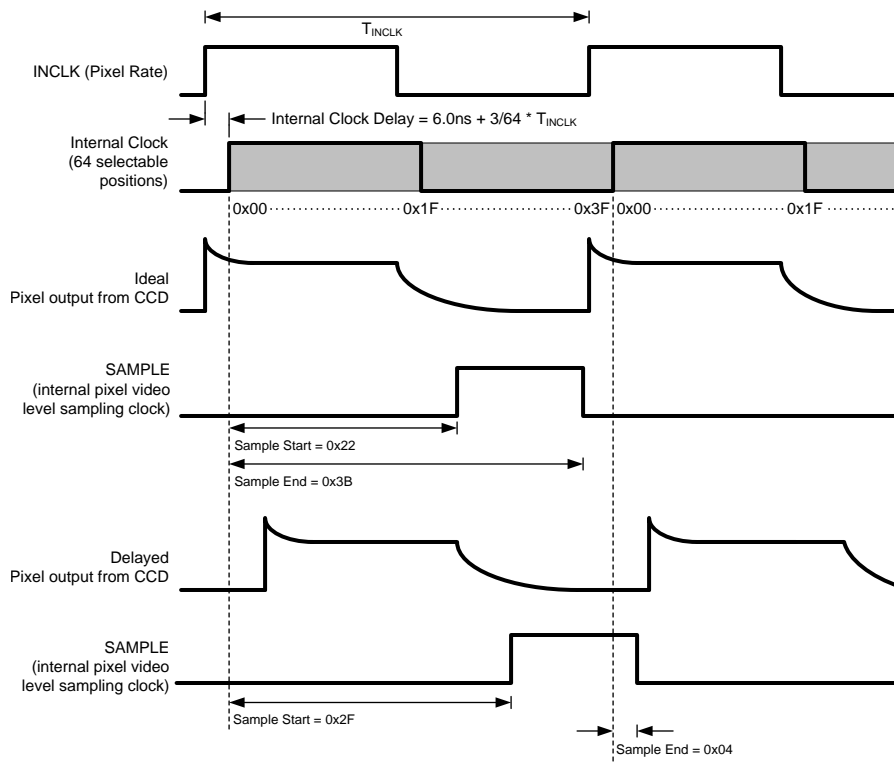 T_INCLK
INCLK (Pixel Rate)
Internal Clock Delay = 6.0ns + 3/64 * T_INCLK
Internal Clock
(64 selectable
positions)
0x00 0x1F 0x3F 0x00 0x1F
Ideal
Pixel output from CCD
SAMPLE
(internal pixel video
level sampling clock)
Sample Start = 0x22
Sample End = 0x3B
Delayed
Pixel output from CCD
SAMPLE
(internal pixel video
level sampling clock)
Sample Start = 0x2F
Sample End = 0x04